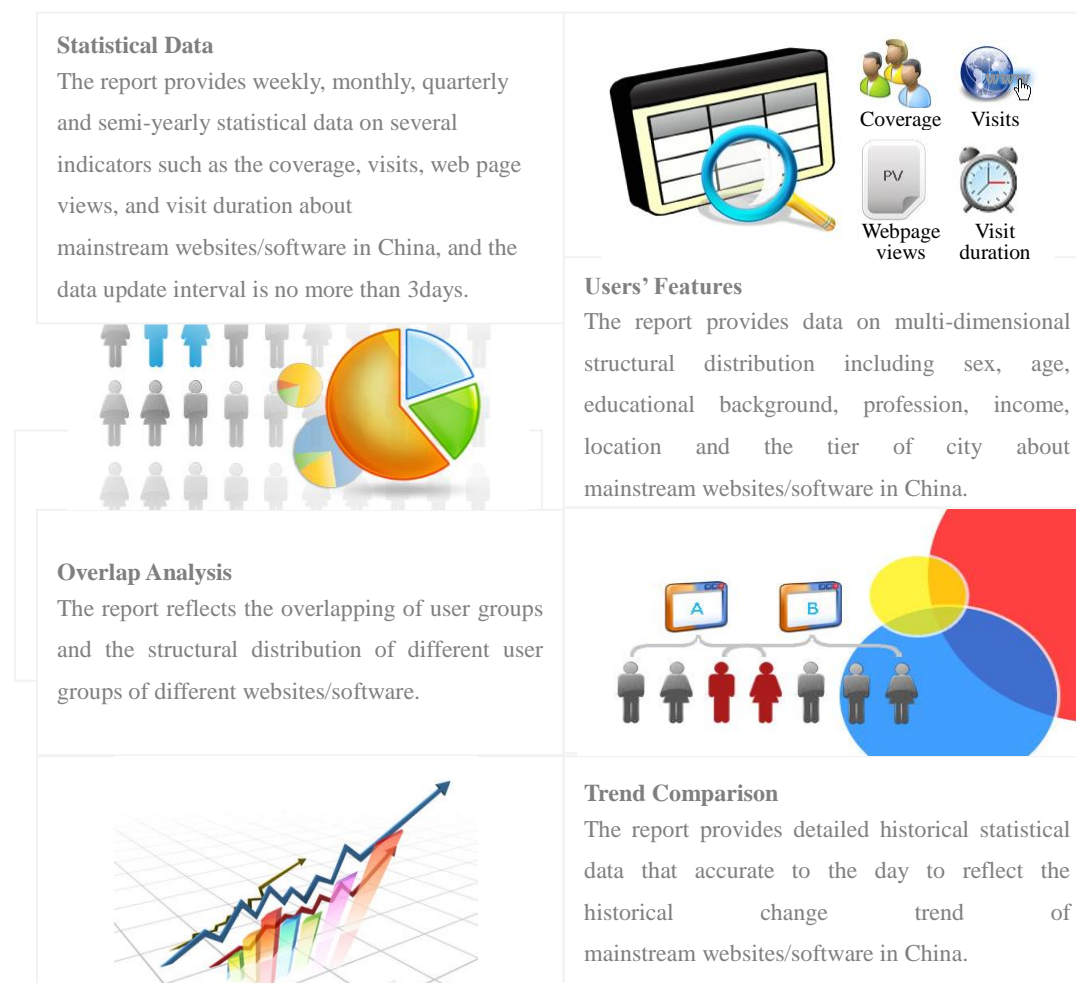 Statistical Data
The report provides weekly, monthly, quarterly
and semi-yearly statistical data on several
indicators such as the coverage, visits, web page
views, and visit duration about
mainstream websites/software in China, and the
data update interval is no more than 3days.
Coverage
Visits
PV
Webpage
views
Visit
duration
Users' Features
The report provides data on multi-dimensional
structural distribution including sex, age,
educational background, profession, income,
location and the tier of city about
mainstream websites/software in China.
Overlap Analysis
The report reflects the overlapping of user groups
and the structural distribution of different user
groups of different websites/software.
A
B
Trend Comparison
The report provides detailed historical statistical
data that accurate to the day to reflect the
historical change trend of
mainstream websites/software in China.